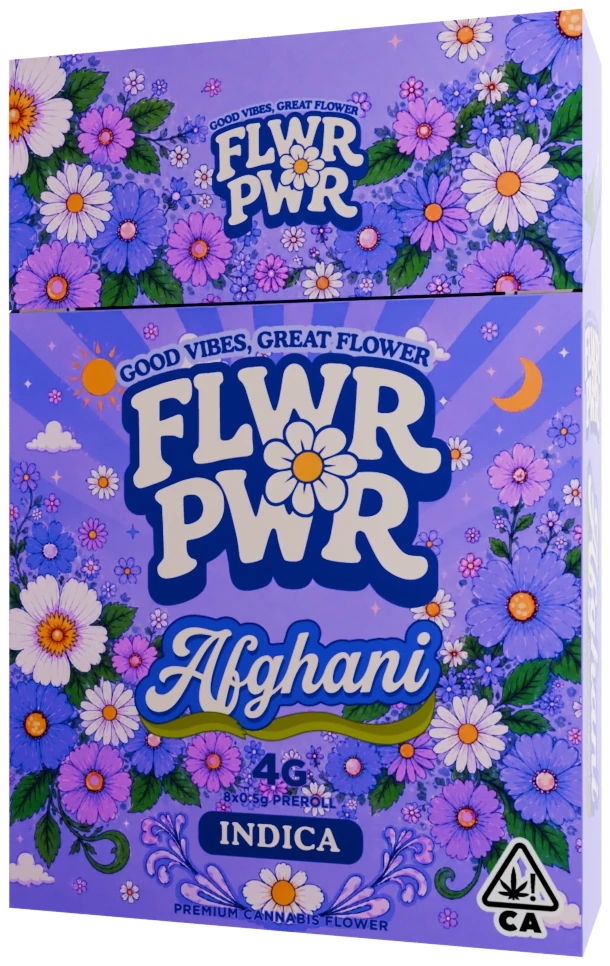 GOOD VIBES, GREAT FLOWER
FLWR
PWR
GOOD VIBES, GREAT FLOWER
FLWR
PWR
Afghani
4G
8x0.5g PREROLL
INDICA
PREMIUM CANNABIS FLOWER
!
CA